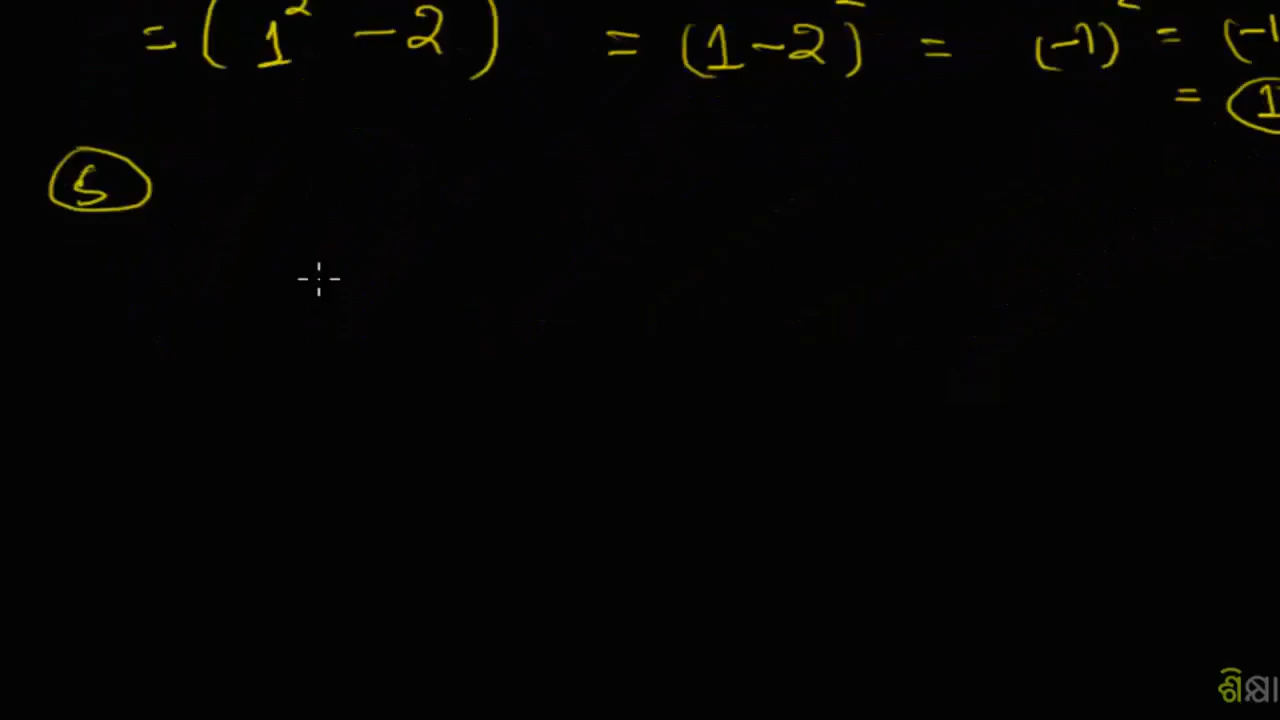 = (1² - 2) = (1-2)² = (-1)² = (-1
= 1
5
ଶିକ୍ଷା